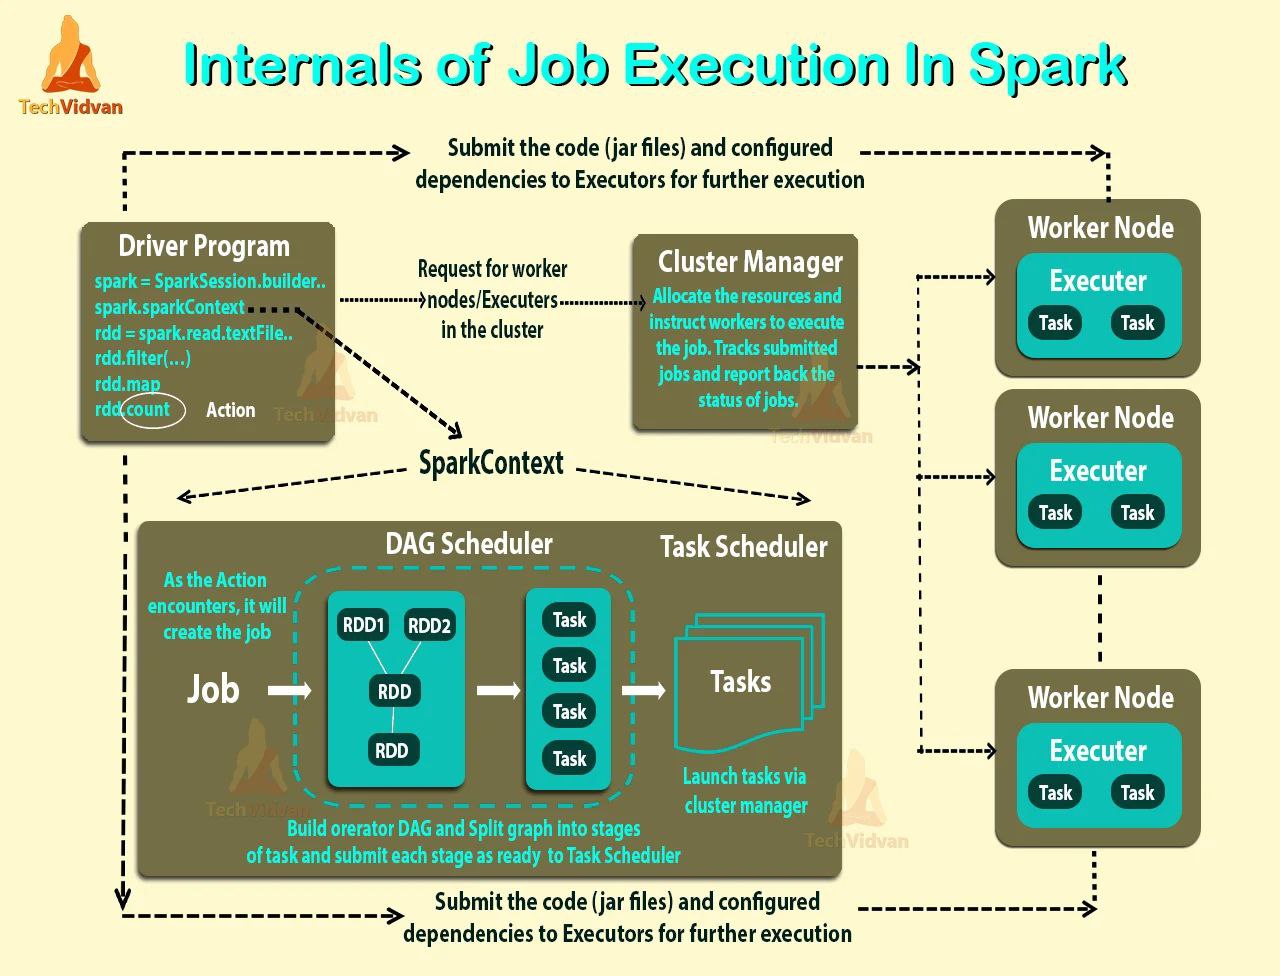 TechVidvan
Internals of Job Execution In Spark
Submit the code (jar files) and configured
dependencies to Executors for further execution
Driver Program
spark = SparkSession.builder..
spark.sparkContext
rdd = spark.read.textFile..
rdd.filter(...)
rdd.map
rdd.count
Action
Request for worker
nodes/Executers
in the cluster
Cluster Manager
Allocate the resources and
instruct workers to execute
the job. Tracks submitted
jobs and report back the
status of jobs.
Worker Node
Executer
Task Task
Worker Node
Executer
Task Task
Worker Node
Executer
Task Task
TechVidvan
TechVidvan
SparkContext
DAG Scheduler
Task Scheduler
As the Action
encounters, it will
create the job
Job
RDD1 RDD2
RDD
RDD
Task
Task
Task
Task
Tasks
Launch tasks via
cluster manager
TechVidvan
TechVidvan
Build orerator DAG and Split graph into stages
of task and submit each stage as ready to Task Scheduler
Submit the code (jar files) and configured
dependencies to Executors for further execution